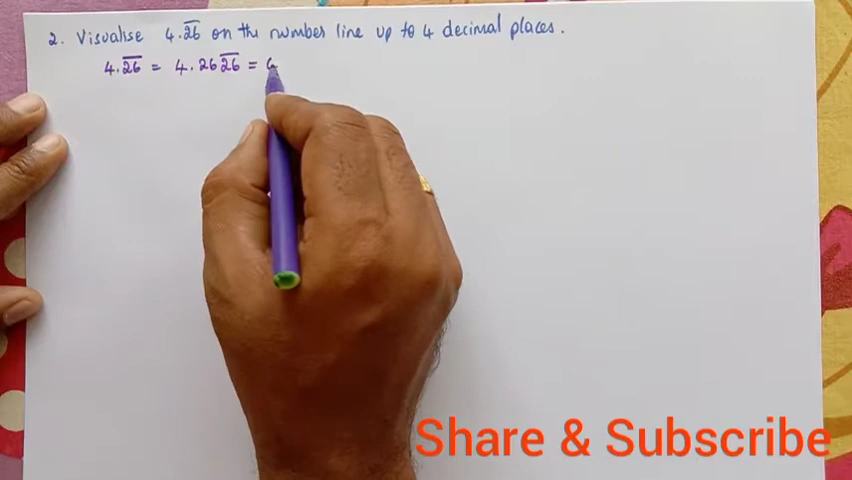 2. Visualise 4.2̅6̅ on the number line up to 4 decimal places.
4.2̅6̅ = 4.262̅6̅ =
Share & Subscribe